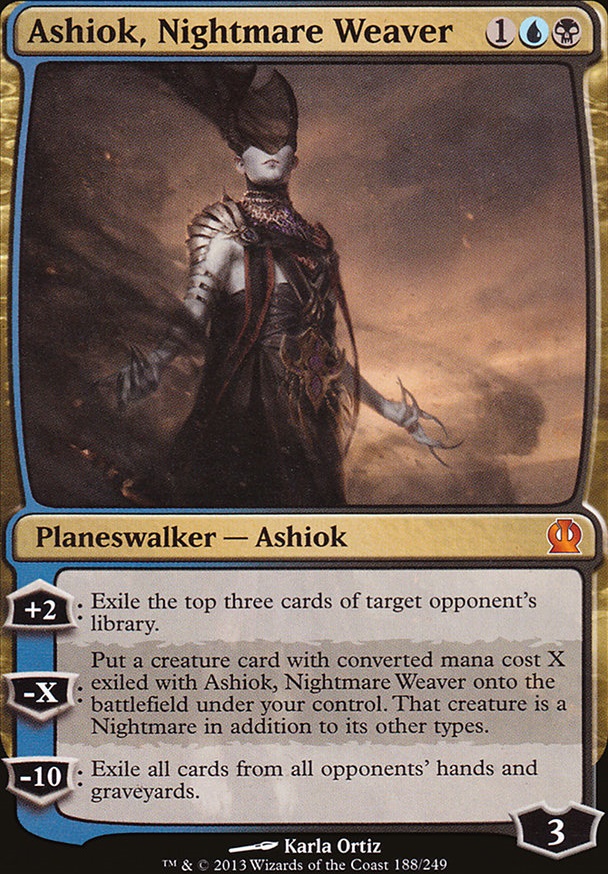 Ashiok, Nightmare Weaver 1
Planeswalker — Ashiok
+2: Exile the top three cards of target opponent's
library.
-X: Put a creature card with converted mana cost X
exiled with Ashiok, Nightmare Weaver onto the
battlefield under your control. That creature is a
Nightmare in addition to its other types.
-10: Exile all cards from all opponents' hands and
graveyards.
3
Karla Ortiz
™ & © 2013 Wizards of the Coast 188/249